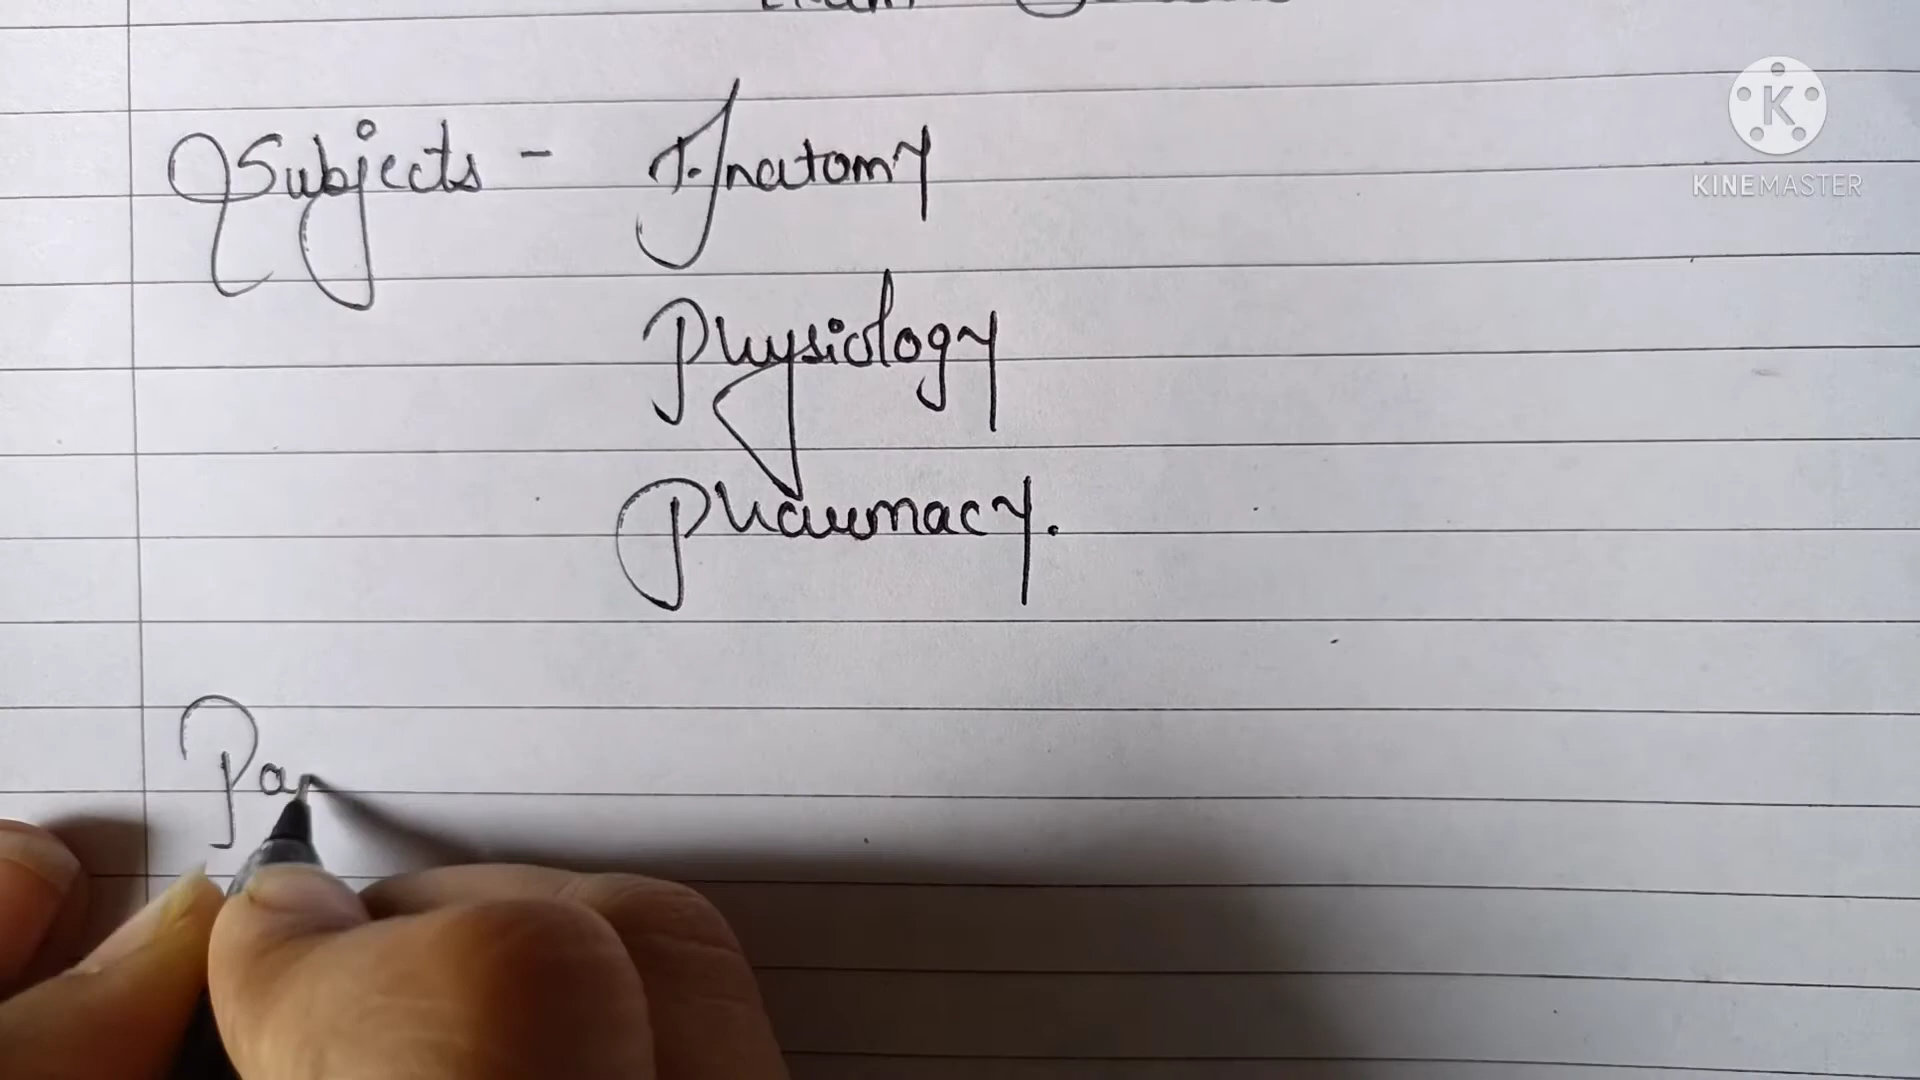 Subjects - Anatomy
Physiology
Pharmacy.
Pa
K
KINEMASTER